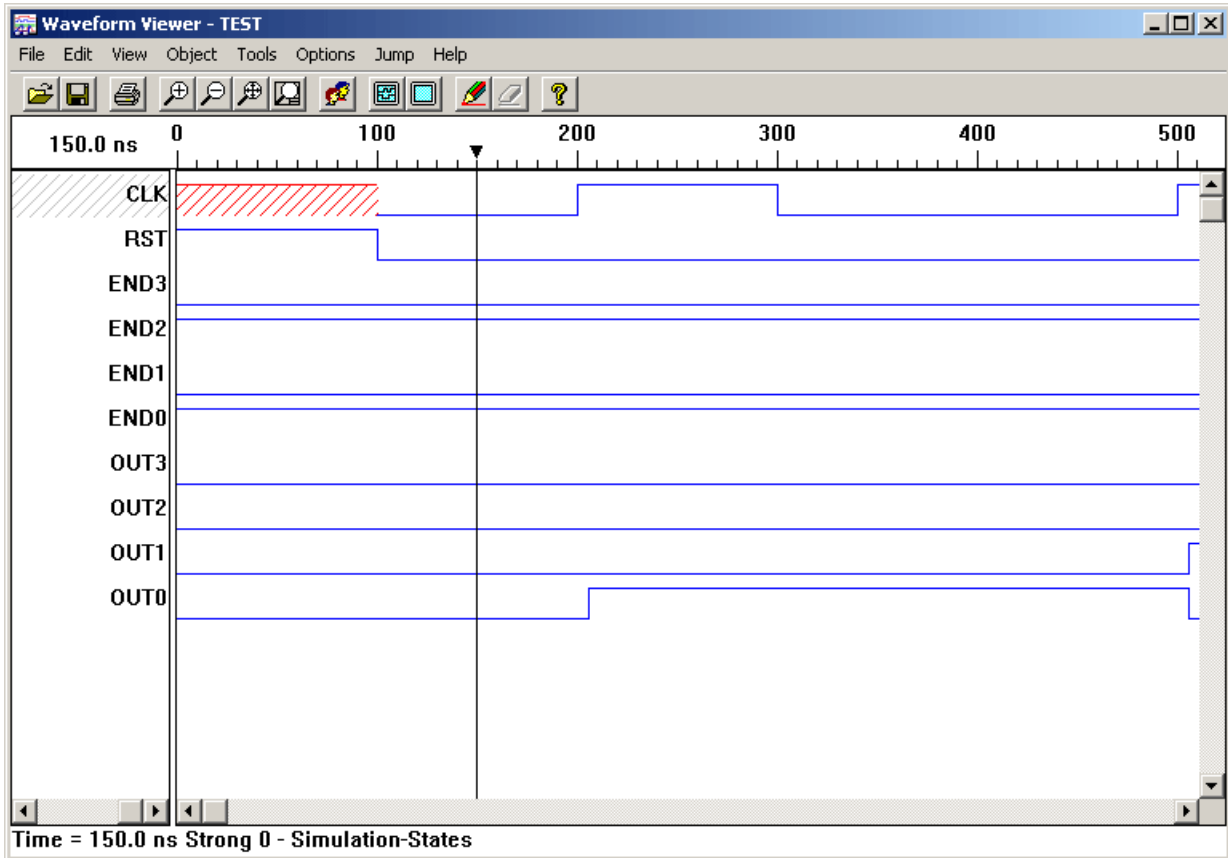 Waveform Viewer - TEST
File Edit View Object Tools Options Jump Help
150.0 ns 0 100 200 300 400 500
CLK
RST
END3
END2
END1
END0
OUT3
OUT2
OUT1
OUT0
Time = 150.0 ns Strong 0 - Simulation-States